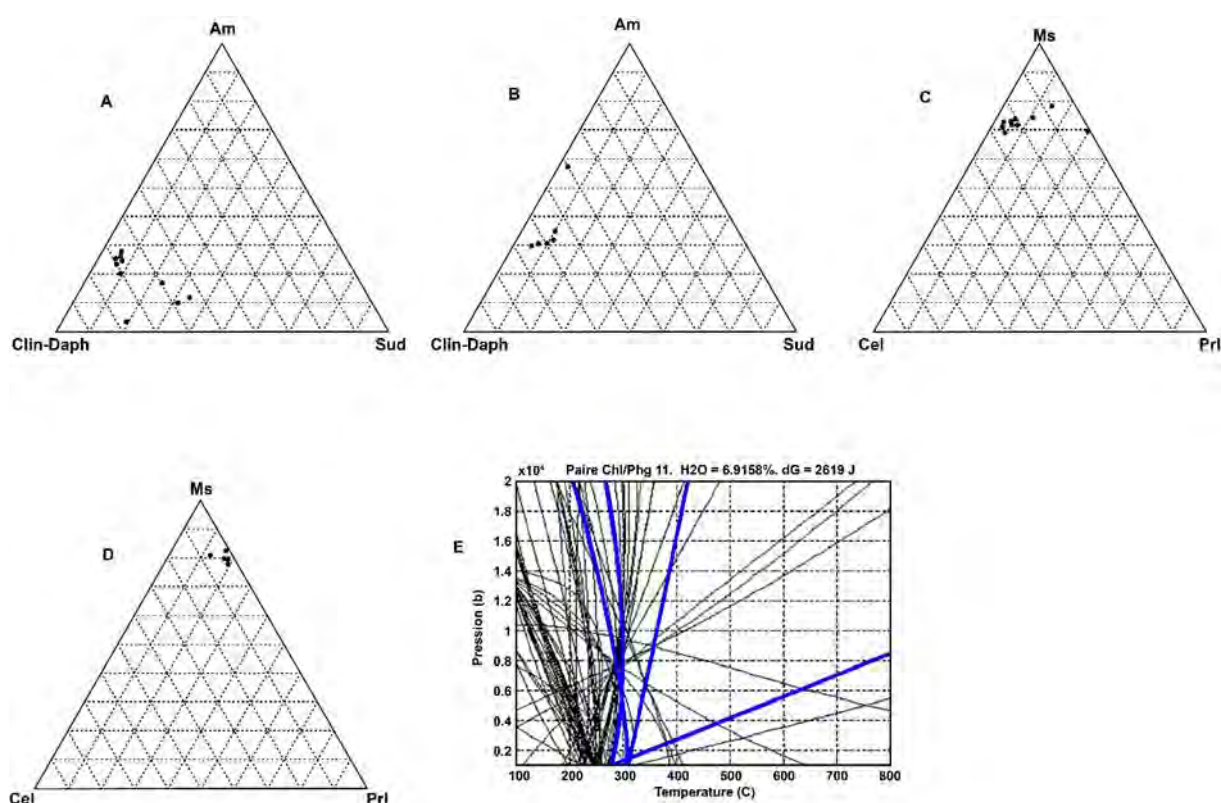 Am
A
Clin-Daph Sud
Am
B
Clin-Daph Sud
Ms
C
Cel Prl
Ms
D
Cel Prl
x10⁴ Paire Chl/Phg 11. H2O = 6.9158%. dG = 2619 J
E
Pression (b)
2
1.8
1.6
1.4
1.2
1
0.8
0.6
0.4
0.2
100 200 300 400 500 600 700 800
Temperature (C)